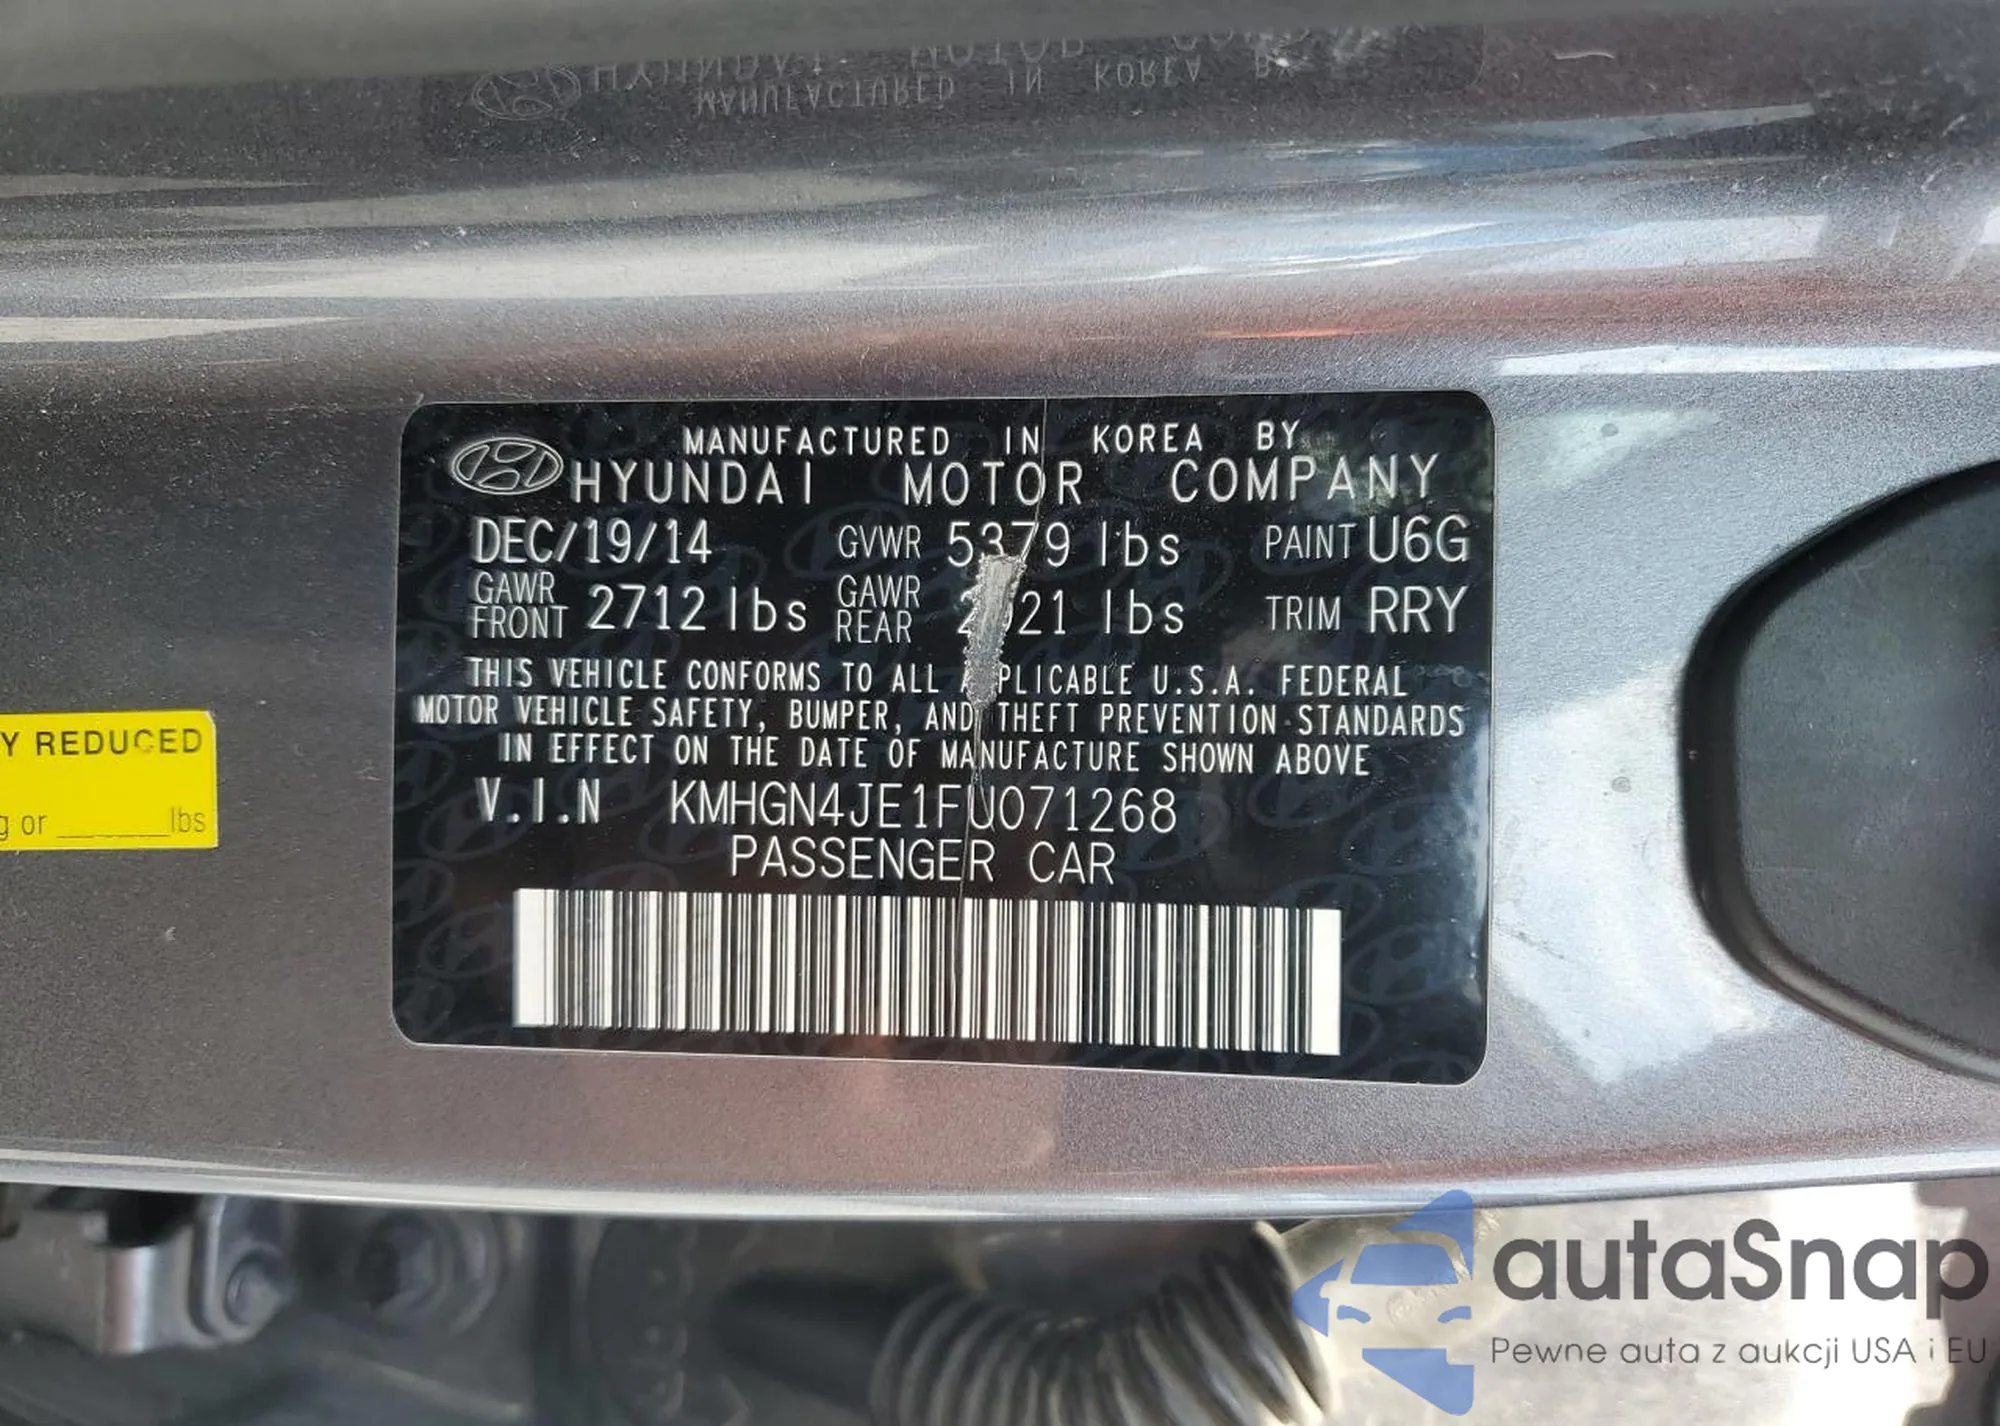 MANUFACTURED IN KOREA BY
HYUNDAI MOTOR COMPANY
DEC/19/14 GVWR 5379 lbs PAINT U6G
GAWR FRONT 2712 lbs GAWR REAR lbs TRIM RRY
THIS VEHICLE CONFORMS TO ALL APPLICABLE U.S.A. FEDERAL
MOTOR VEHICLE SAFETY, BUMPER, AND THEFT PREVENTION STANDARDS
IN EFFECT ON THE DATE OF MANUFACTURE SHOWN ABOVE
V.I.N KMHGN4JE1FU071268
PASSENGER CAR
Y REDUCED
g or ______lbs
autaSnap
Pewne auta z aukcji USA i EU